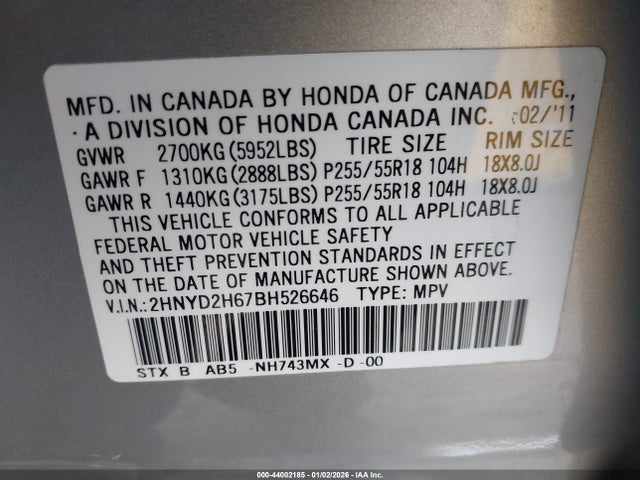 MFD. IN CANADA BY HONDA OF CANADA MFG.,
A DIVISION OF HONDA CANADA INC. 02/'11
GVWR 2700KG (5952LBS) TIRE SIZE RIM SIZE
GAWR F 1310KG (2888LBS) P255/55R18 104H 18X8.0J
GAWR R 1440KG (3175LBS) P255/55R18 104H 18X8.0J
THIS VEHICLE CONFORMS TO ALL APPLICABLE
FEDERAL MOTOR VEHICLE SAFETY
AND THEFT PREVENTION STANDARDS IN EFFECT
ON THE DATE OF MANUFACTURE SHOWN ABOVE.
V.I.N.:2HNYD2H67BH526646 TYPE: MPV
STX B AB5 -NH743MX -D -00
000-44002185 - 01/02/2026 - IAA Inc.